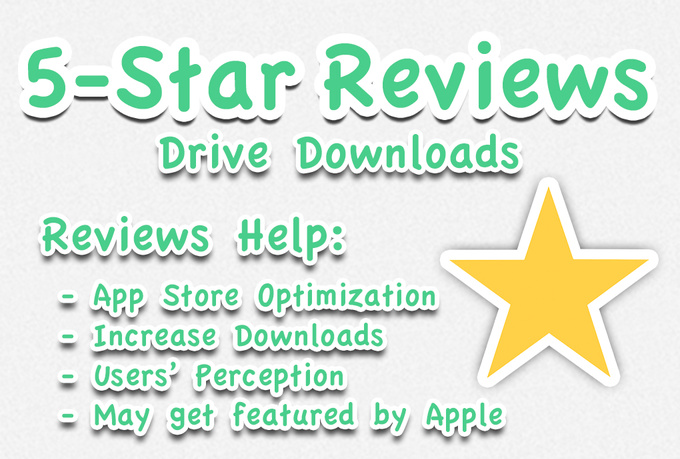 5-Star Reviews
Drive Downloads
Reviews Help:
- App Store Optimization
- Increase Downloads
- Users’ Perception
- May get featured by Apple